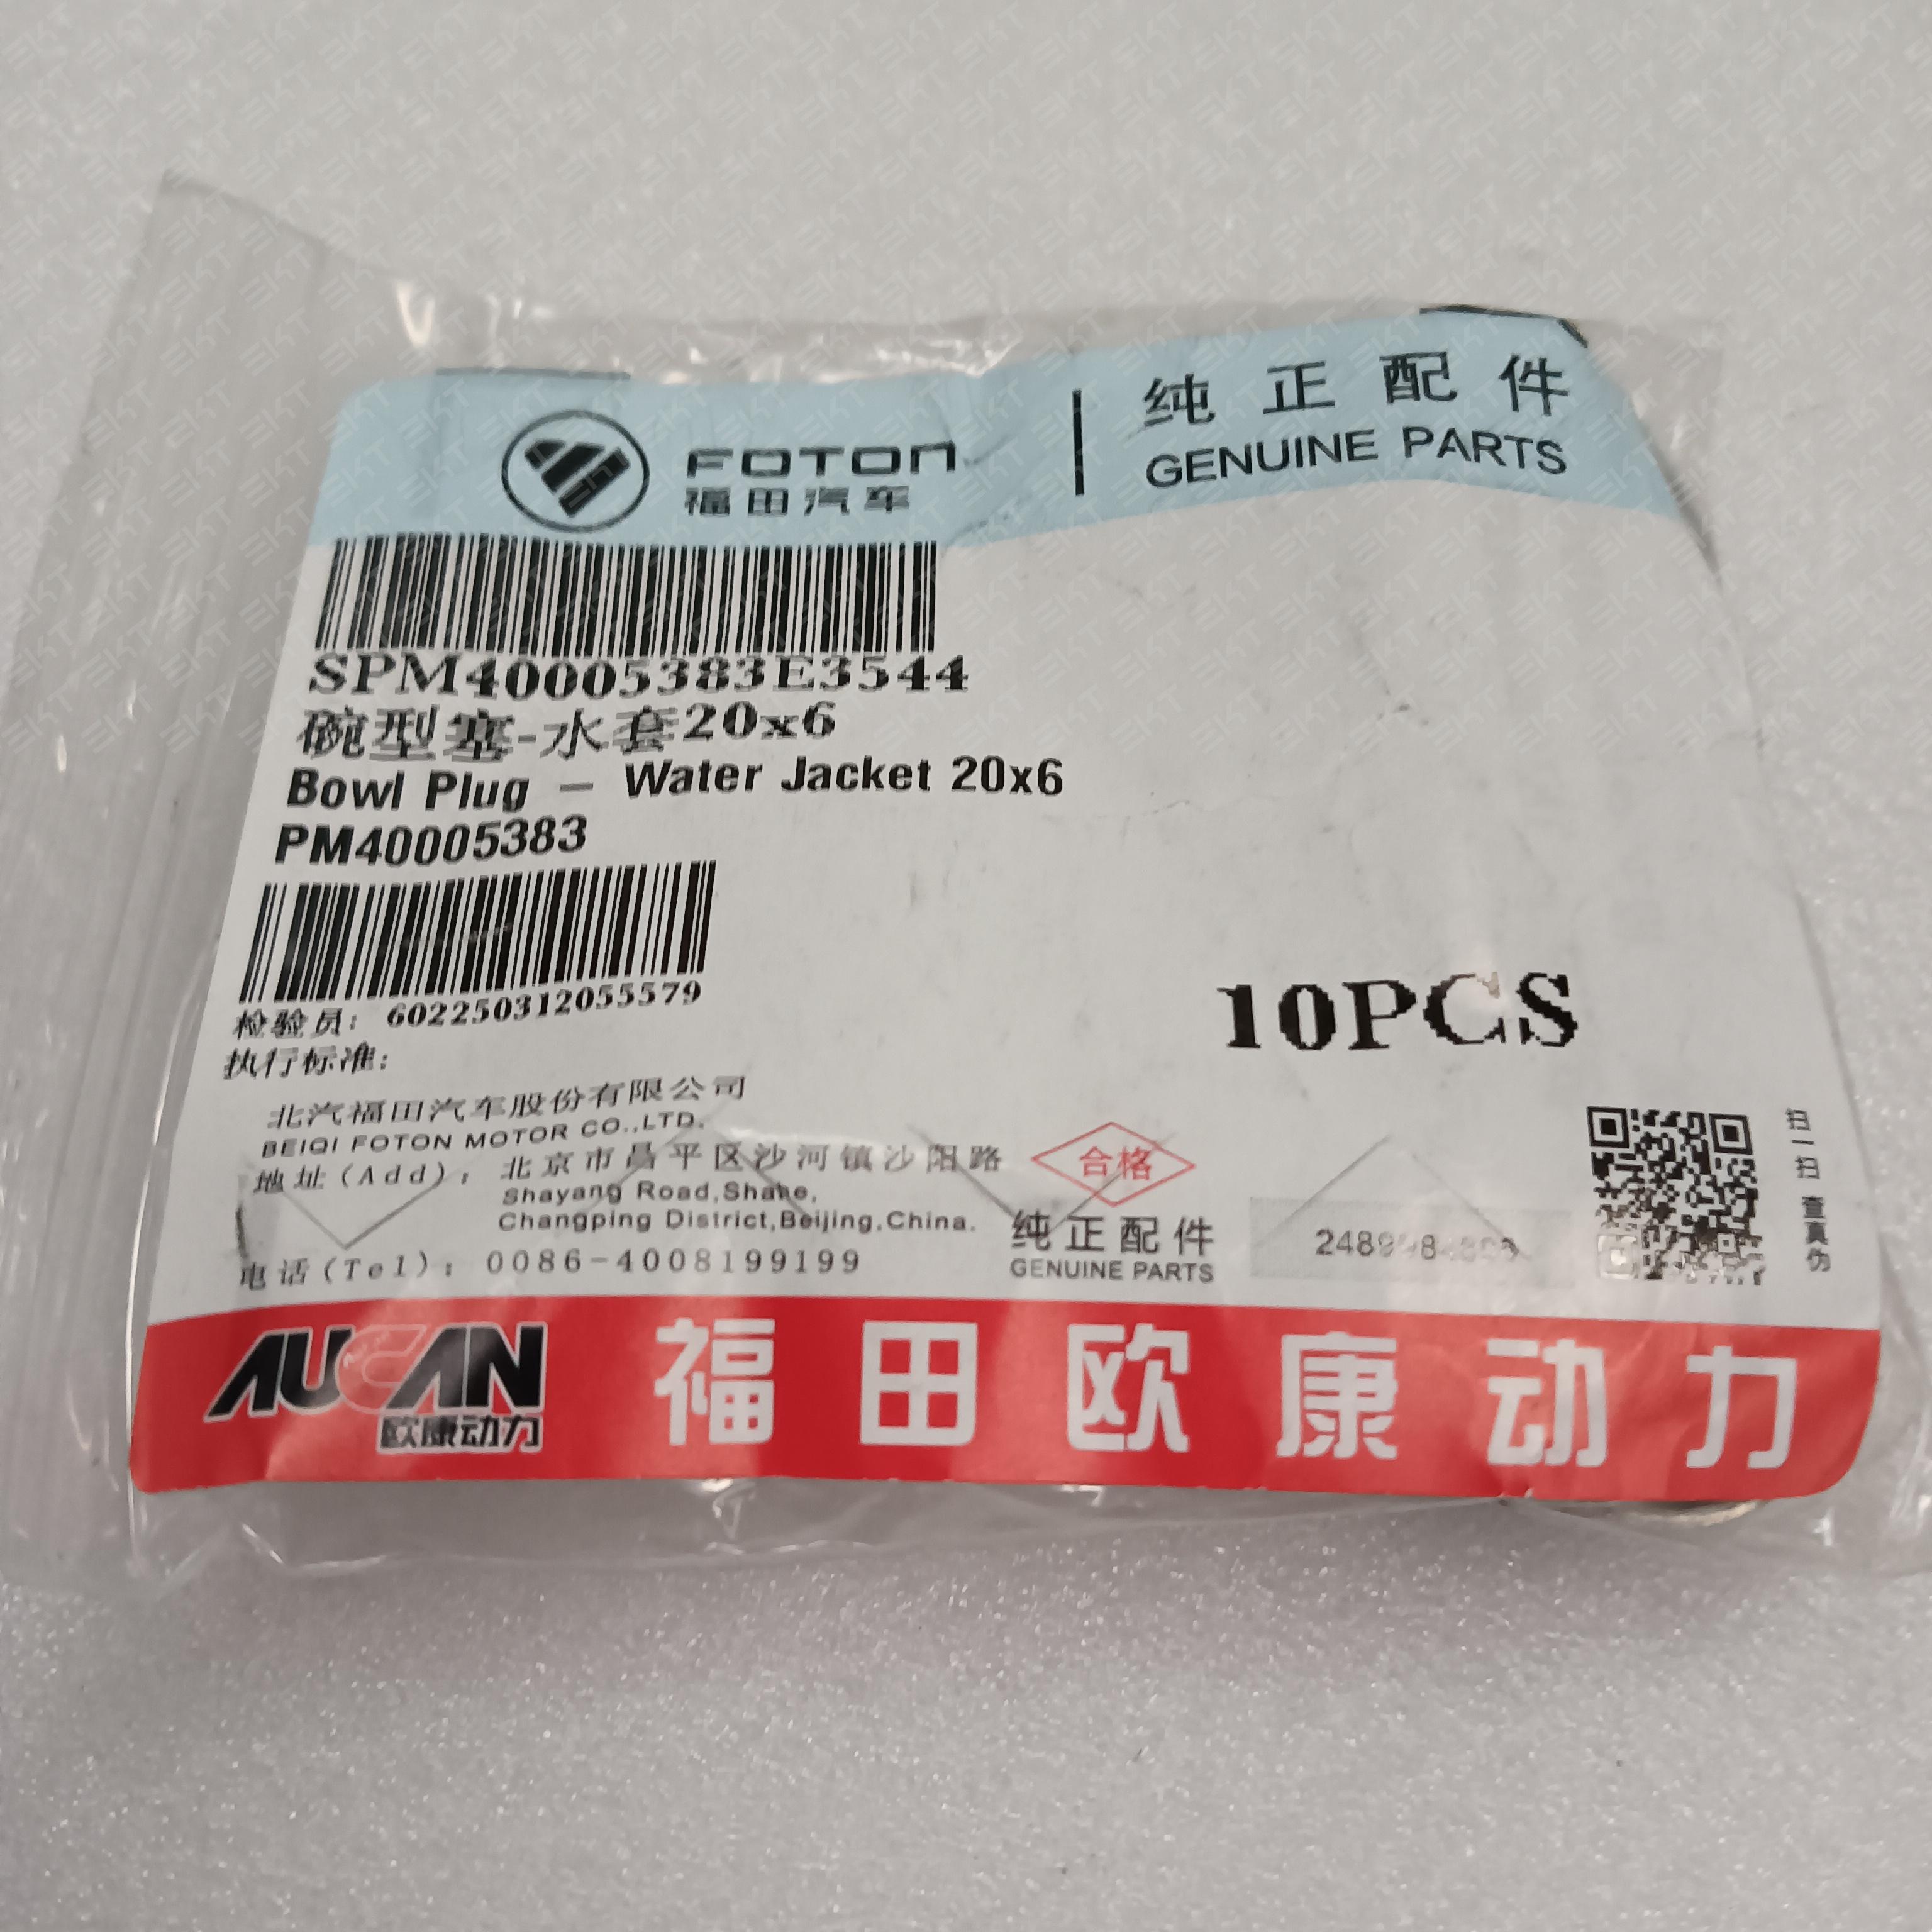 FOTON
福田汽车
纯正配件
GENUINE PARTS
SPM40005383E3544
碗型塞-水套20x6
Bowl Plug - Water Jacket 20x6
PM40005383
检验员: 602250312055579
执行标准:
10PCS
北汽福田汽车股份有限公司
BEIQI FOTON MOTOR CO.,LTD.
地址(Add): 北京市昌平区沙河镇沙阳路
Shayang Road,Shahe,
Changping District,Beijing,China.
电话(Tel): 0086-4008199199
合格
纯正配件
GENUINE PARTS
扫一扫 查真伪
AUCAN
欧康动力
福田欧康动力
EKT